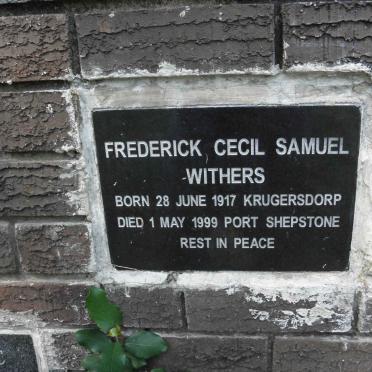 FREDERICK CECIL SAMUEL
WITHERS
BORN 28 JUNE 1917 KRUGERSDORP
DIED 1 MAY 1999 PORT SHEPSTONE
REST IN PEACE